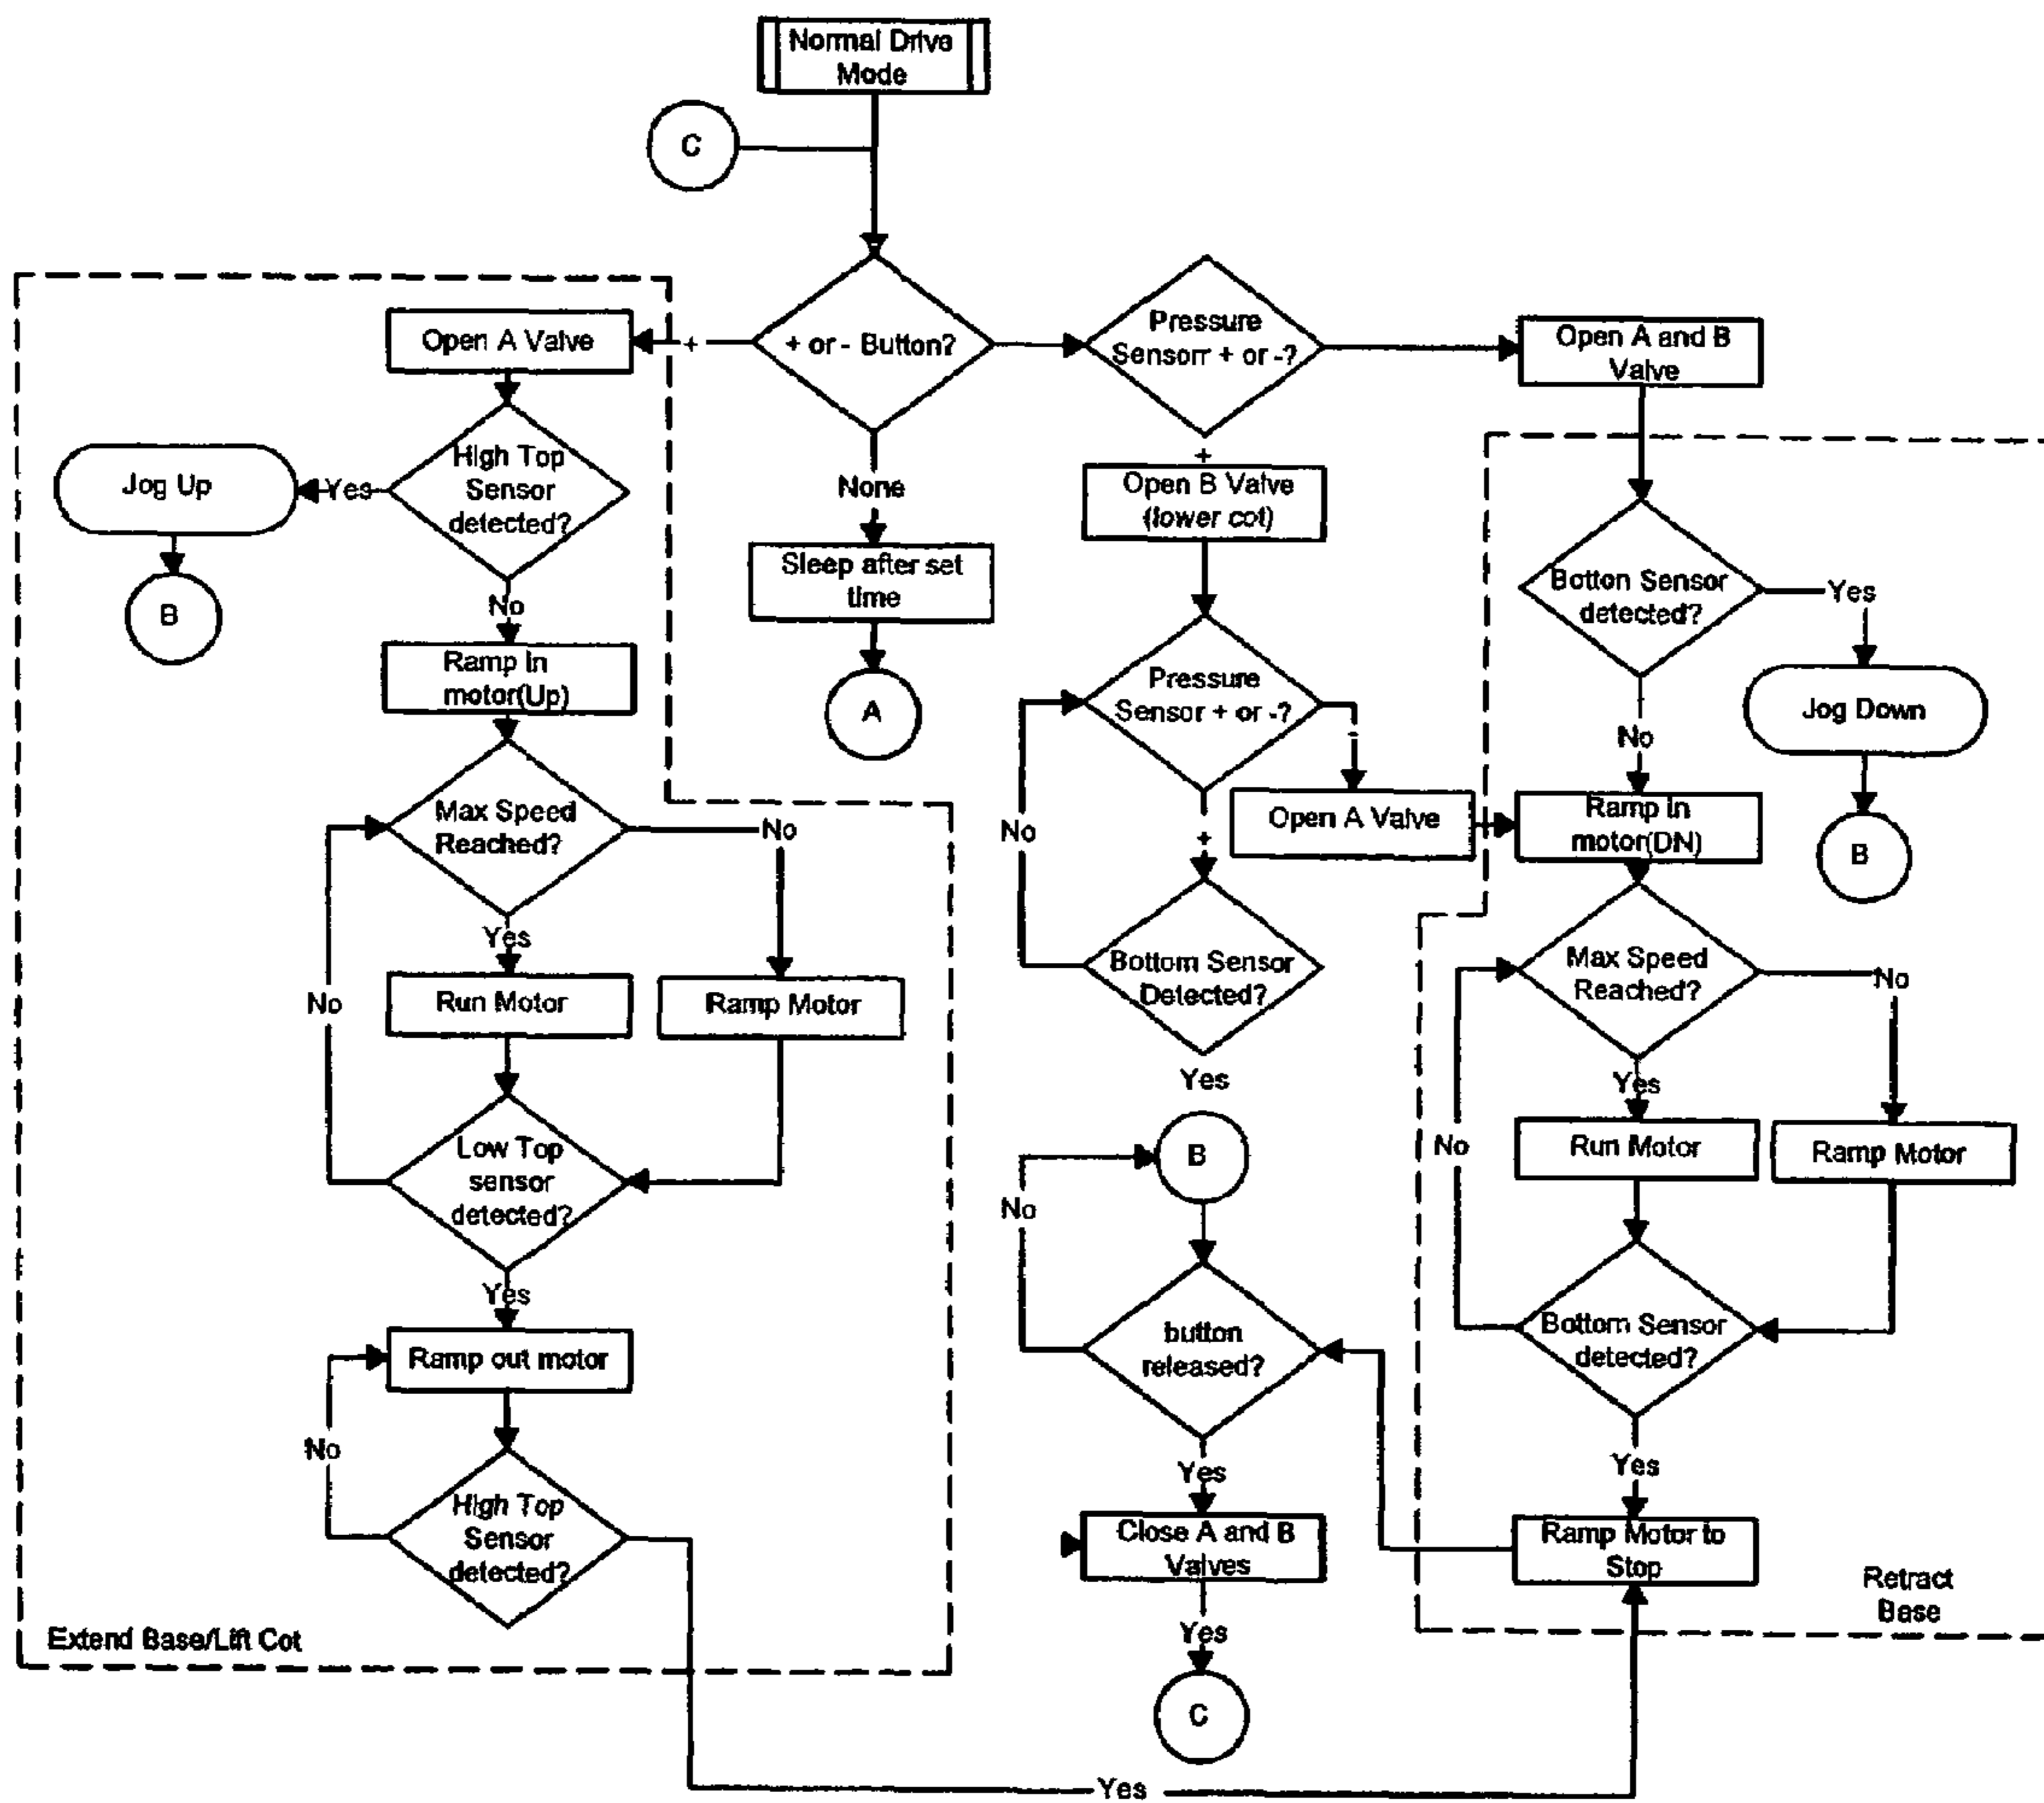 Normal Drive
Mode
C
+ or - Button?
+
Open A Valve
High Top
Sensor
detected?
Yes
Jog Up
B
No
Ramp in
motor(Up)
Max Speed
Reached?
No
Yes
Run Motor
Ramp Motor
No
Low Top
sensor
detected?
Yes
Ramp out motor
No
High Top
Sensor
detected?
Extend Base/Lift Cot
Yes
None
Sleep after set
time
A
Pressure
Sensorr + or -?
+
Open B Valve
(lower cot)
Pressure
Sensor + or -?
-
Open A Valve
+
No
Bottom Sensor
Detected?
Yes
B
No
button
released?
Yes
Close A and B
Valves
Yes
C
Open A and B
Valve
Botton Sensor
detected?
Yes
Jog Down
B
No
Ramp in
motor(DN)
Max Speed
Reached?
No
Yes
Run Motor
Ramp Motor
No
Bottom Sensor
detected?
Yes
Ramp Motor to
Stop
Retract
Base